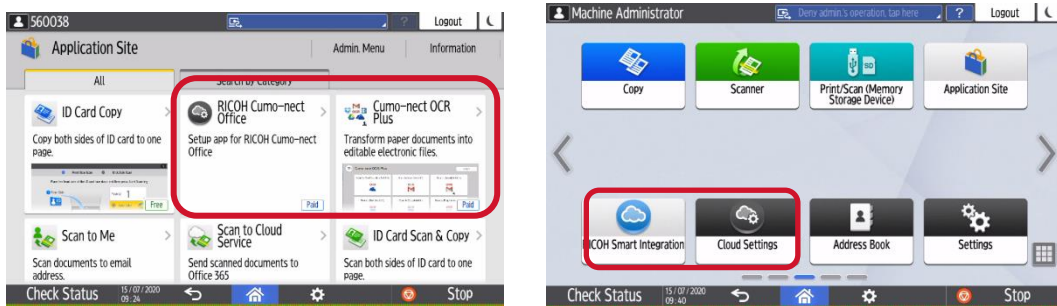 560038
?
Logout
Application Site
Admin. Menu
Information
All
Search by Category
ID Card Copy
Copy both sides of ID card to one
page.
Free
RICOH Cumo-nect
Office
Setup app for RICOH Cumo-nect
Office
Paid
Cumo-nect OCR
Plus
Transform paper documents into
editable electronic files.
Paid
Scan to Me
Scan documents to email
address.
Scan to Cloud
Service
Send scanned documents to
Office 365
ID Card Scan & Copy
Scan both sides of ID card to one
page.
Check Status
15/07/2020
09:24
Stop
Machine Administrator
Deny admin.'s operation, tap here
?
Logout
Copy
Scanner
Print/Scan (Memory
Storage Device)
SD
Application Site
RICOH Smart Integration
Cloud Settings
Address Book
Settings
Check Status
15/07/2020
09:40
Stop